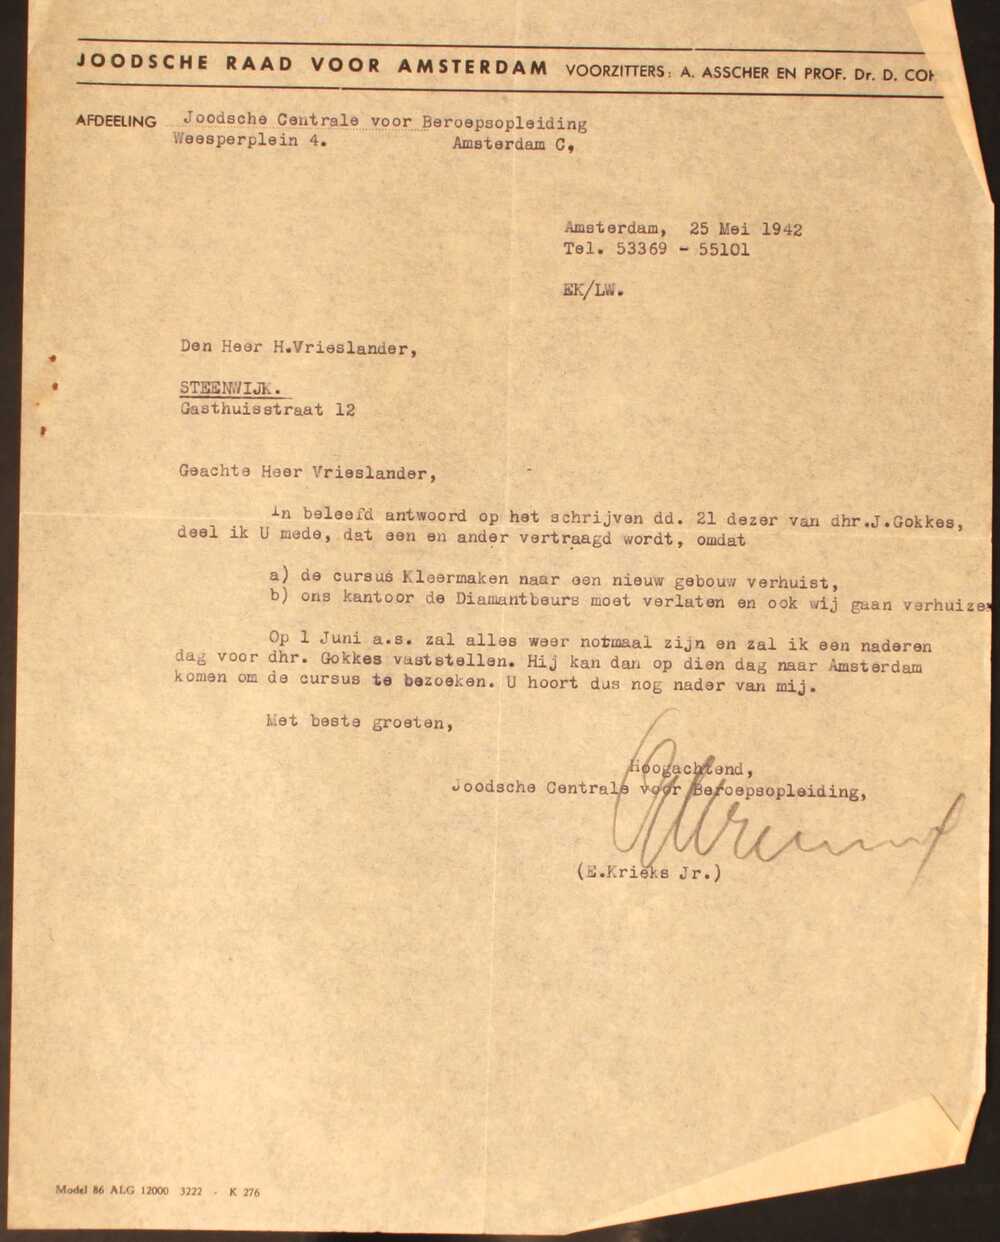 JOODSCHE RAAD VOOR AMSTERDAM VOORZITTERS: A. ASSCHER EN PROF. Dr. D. COH
AFDEELING Joodsche Centrale voor Beroepsopleiding
Weesperplein 4. Amsterdam C,
Amsterdam, 25 Mei 1942
Tel. 53369 - 55101
EK/LW.
Den Heer H.Vrieslander,
STEENWIJK.
Gasthuisstraat 12
Geachte Heer Vrieslander,
In beleefd antwoord op het schrijven dd. 21 dezer van dhr.J.Gokkes,
deel ik U mede, dat een en ander vertraagd wordt, omdat
a) de cursus Kleermaken naar een nieuw gebouw verhuist,
b) ons kantoor de Diamantbeurs moet verlaten en ook wij gaan verhuizen
Op 1 Juni a.s. zal alles weer notmaal zijn en zal ik een naderen
dag voor dhr. Gokkes vaststellen. Hij kan dan op dien dag naar Amsterdam
komen om de cursus te bezoeken. U hoort dus nog nader van mij.
Met beste groeten,
Hoogachtend,
Joodsche Centrale voor Beroepsopleiding,
(E.Krieks Jr.)
Model 86 ALG 12000 3222 - K 276